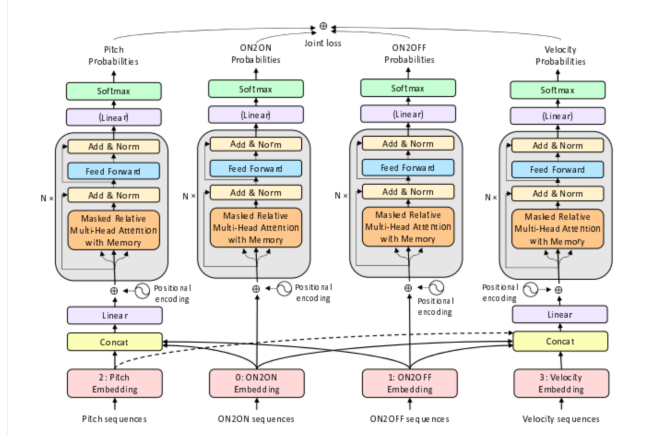 Joint loss
Pitch
Probabilities
ON2ON
Probabilities
ON2OFF
Probabilities
Velocity
Probabilities
Softmax
Softmax
Softmax
Softmax
(Linear)
(Linear)
(Linear)
(Linear)
Add & Norm
Add & Norm
Add & Norm
Add & Norm
Feed Forward
Feed Forward
Feed Forward
Feed Forward
N ×
Add & Norm
N ×
Add & Norm
N ×
Add & Norm
N ×
Add & Norm
Masked Relative
Multi-Head Attention
with Memory
Masked Relative
Multi-Head Attention
with Memory
Masked Relative
Multi-Head Attention
with Memory
Masked Relative
Multi-Head Attention
with Memory
Positional
encoding
Positional
encoding
Positional
encoding
Positional
encoding
Linear
Linear
Concat
Concat
2: Pitch
Embedding
0: ON2ON
Embedding
1: ON2OFF
Embedding
3: Velocity
Embedding
Pitch sequences
ON2ON sequences
ON2OFF sequences
Velocity sequences